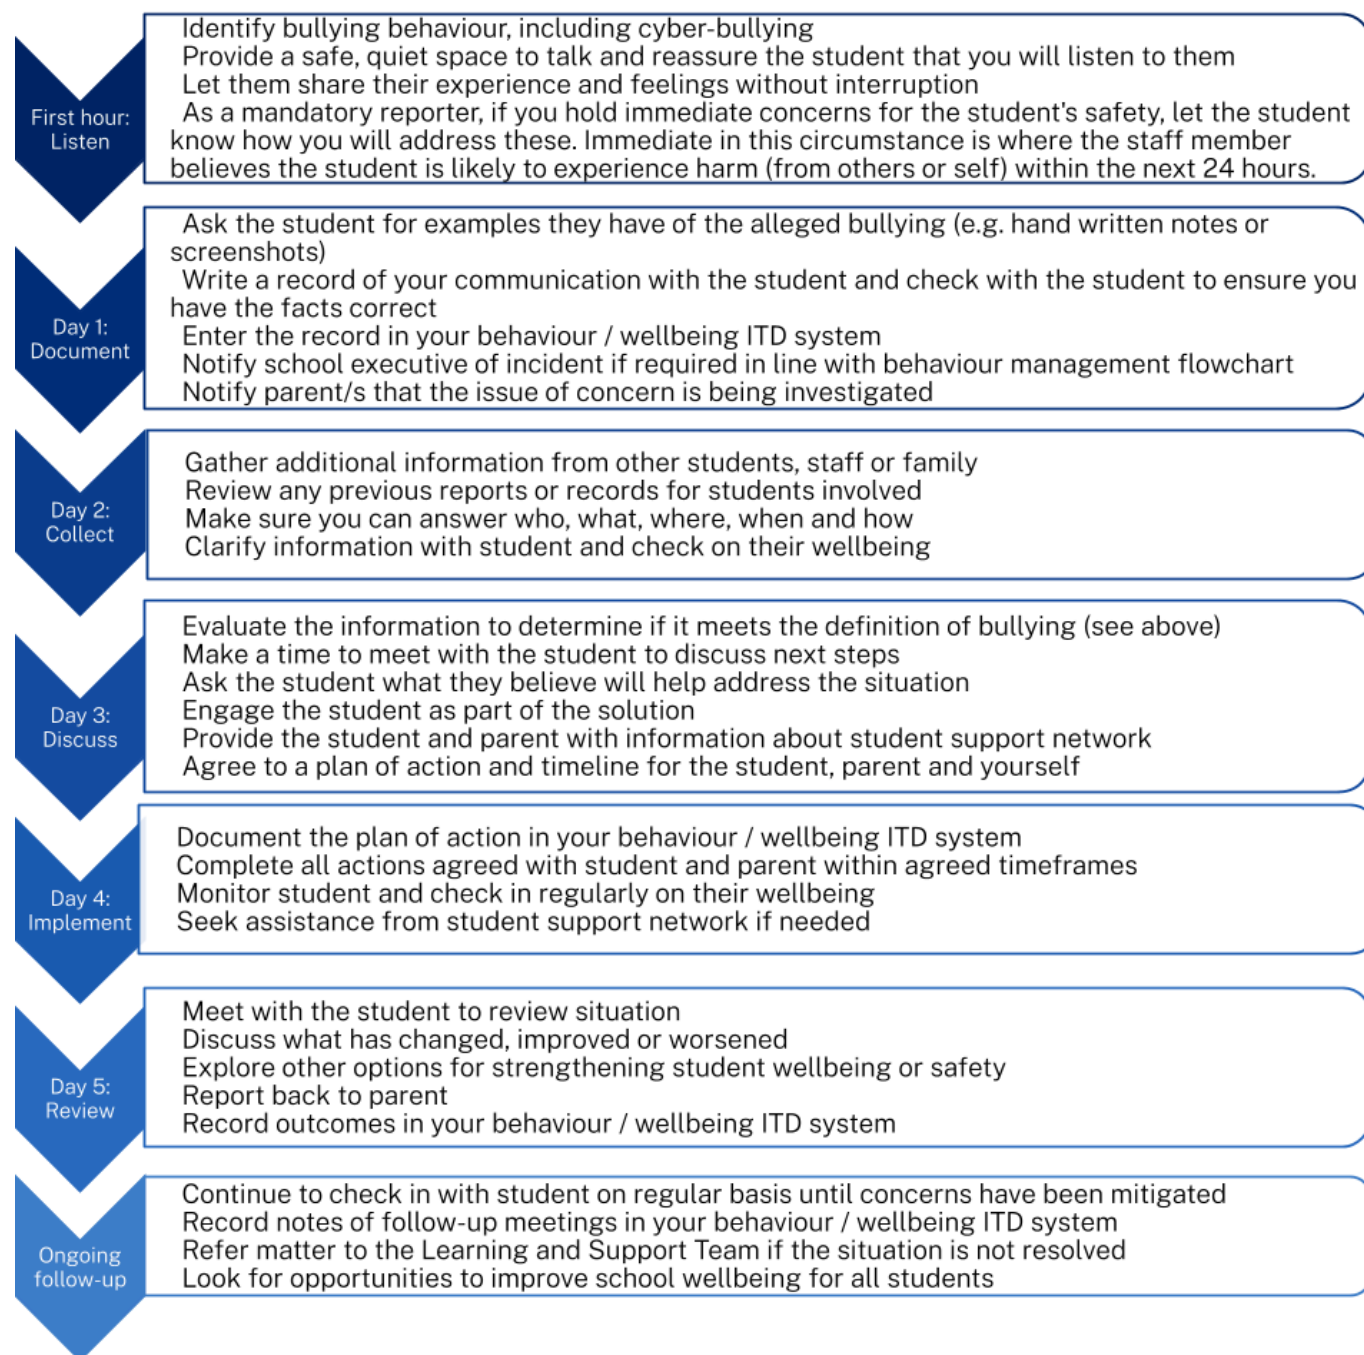 First hour:
Listen
Identify bullying behaviour, including cyber-bullying
Provide a safe, quiet space to talk and reassure the student that you will listen to them
Let them share their experience and feelings without interruption
As a mandatory reporter, if you hold immediate concerns for the student's safety, let the student
know how you will address these. Immediate in this circumstance is where the staff member
believes the student is likely to experience harm (from others or self) within the next 24 hours.
Day 1:
Document
Ask the student for examples they have of the alleged bullying (e.g. hand written notes or
screenshots)
Write a record of your communication with the student and check with the student to ensure you
have the facts correct
Enter the record in your behaviour / wellbeing ITD system
Notify school executive of incident if required in line with behaviour management flowchart
Notify parent/s that the issue of concern is being investigated
Day 2:
Collect
Gather additional information from other students, staff or family
Review any previous reports or records for students involved
Make sure you can answer who, what, where, when and how
Clarify information with student and check on their wellbeing
Day 3:
Discuss
Evaluate the information to determine if it meets the definition of bullying (see above)
Make a time to meet with the student to discuss next steps
Ask the student what they believe will help address the situation
Engage the student as part of the solution
Provide the student and parent with information about student support network
Agree to a plan of action and timeline for the student, parent and yourself
Day 4:
Implement
Document the plan of action in your behaviour / wellbeing ITD system
Complete all actions agreed with student and parent within agreed timeframes
Monitor student and check in regularly on their wellbeing
Seek assistance from student support network if needed
Day 5:
Review
Meet with the student to review situation
Discuss what has changed, improved or worsened
Explore other options for strengthening student wellbeing or safety
Report back to parent
Record outcomes in your behaviour / wellbeing ITD system
Ongoing
follow-up
Continue to check in with student on regular basis until concerns have been mitigated
Record notes of follow-up meetings in your behaviour / wellbeing ITD system
Refer matter to the Learning and Support Team if the situation is not resolved
Look for opportunities to improve school wellbeing for all students